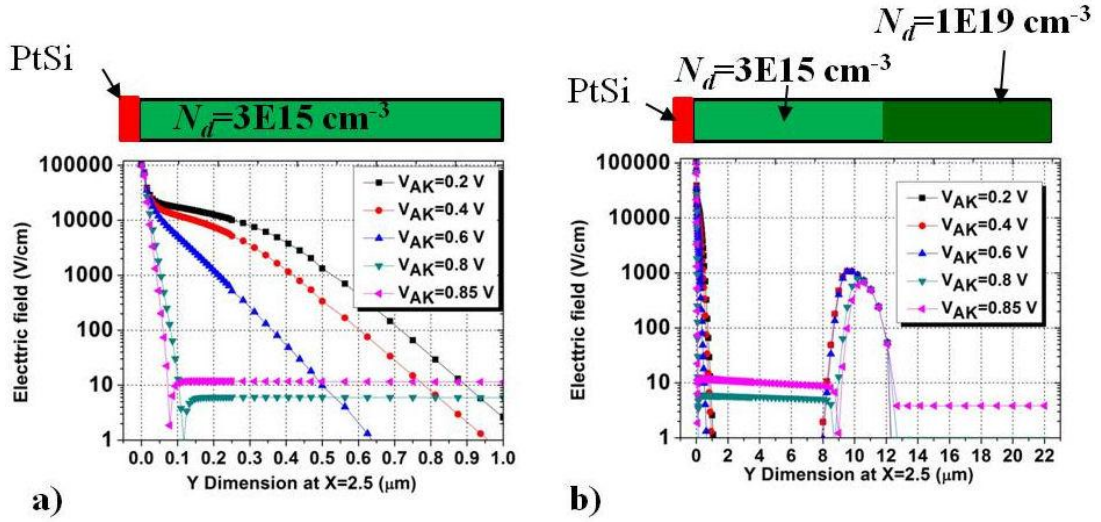 PtSi
N_d=3E15 cm^-3
100000
10000
1000
100
10
1
Electtric field (V/cm)
V_AK=0.2 V
V_AK=0.4 V
V_AK=0.6 V
V_AK=0.8 V
V_AK=0.85 V
0.0 0.1 0.2 0.3 0.4 0.5 0.6 0.7 0.8 0.9 1.0
Y Dimension at X=2.5 (μm)
a)
N_d=1E19 cm^-3
N_d=3E15 cm^-3
PtSi
100000
10000
1000
100
10
1
Electtric field (V/cm)
V_AK=0.2 V
V_AK=0.4 V
V_AK=0.6 V
V_AK=0.8 V
V_AK=0.85 V
0 2 4 6 8 10 12 14 16 18 20 22
Y Dimension at X=2.5 (μm)
b)